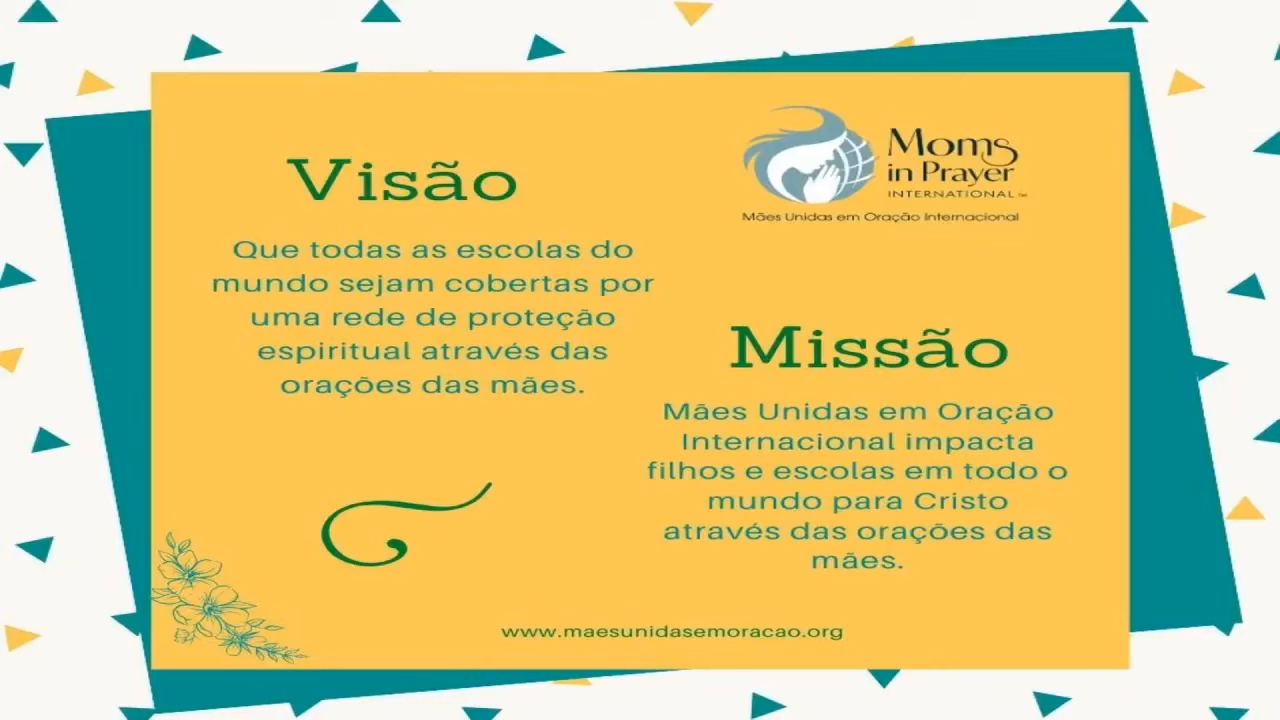 Visão
Que todas as escolas do
mundo sejam cobertas por
uma rede de proteção
espiritual através das
orações das mães.
Moms
in Prayer
INTERNATIONAL™
Mães Unidas em Oração Internacional
Missão
Mães Unidas em Oração
Internacional impacta
filhos e escolas em todo o
mundo para Cristo
através das orações das
mães.
www.maesunidasemoracao.org